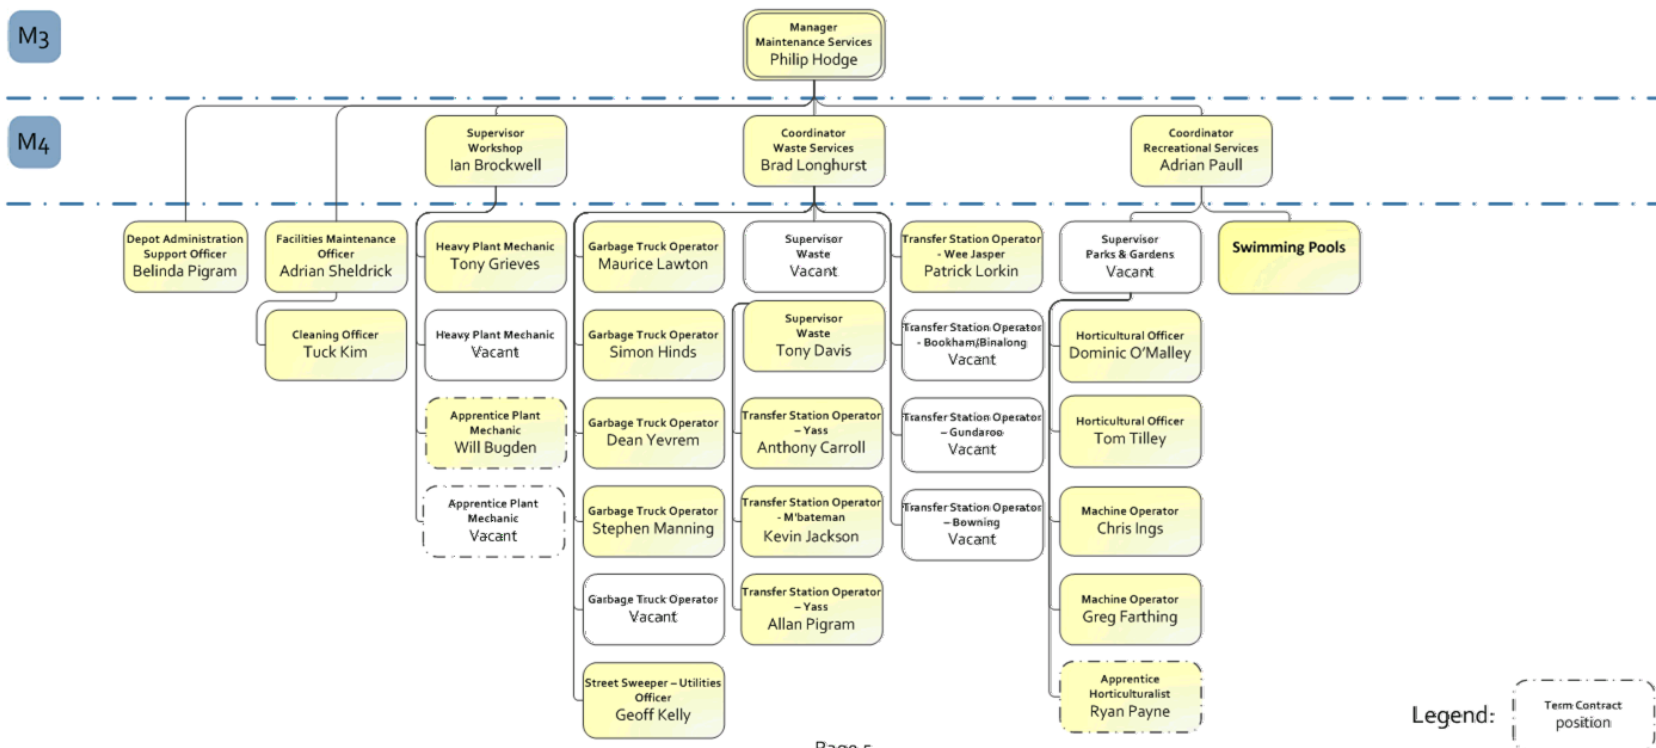 M3
Manager
Maintenance Services
Philip Hodge
M4
Supervisor
Workshop
Ian Brockwell
Coordinator
Waste Services
Brad Longhurst
Coordinator
Recreational Services
Adrian Paull
Depot Administration
Support Officer
Belinda Pigram
Facilities Maintenance
Officer
Adrian Sheldrick
Cleaning Officer
Tuck Kim
Heavy Plant Mechanic
Tony Grieves
Heavy Plant Mechanic
Vacant
Apprentice Plant
Mechanic
Will Bugden
Apprentice Plant
Mechanic
Vacant
Garbage Truck Operator
Maurice Lawton
Garbage Truck Operator
Simon Hinds
Garbage Truck Operator
Dean Yevrem
Garbage Truck Operator
Stephen Manning
Garbage Truck Operator
Vacant
Street Sweeper – Utilities
Officer
Geoff Kelly
Supervisor
Waste
Vacant
Supervisor
Waste
Tony Davis
Transfer Station Operator
– Yass
Anthony Carroll
Transfer Station Operator
- M'bateman
Kevin Jackson
Transfer Station Operator
– Yass
Allan Pigram
Transfer Station Operator
- Wee Jasper
Patrick Lorkin
Transfer Station Operator
- Bookham/Binalong
Vacant
Transfer Station Operator
– Gundaroo
Vacant
Transfer Station Operator
– Bowning
Vacant
Supervisor
Parks & Gardens
Vacant
Horticultural Officer
Dominic O'Malley
Horticultural Officer
Tom Tilley
Machine Operator
Chris Ings
Machine Operator
Greg Farthing
Apprentice
Horticulturalist
Ryan Payne
Swimming Pools
Legend:
Term Contract
position
Page 5